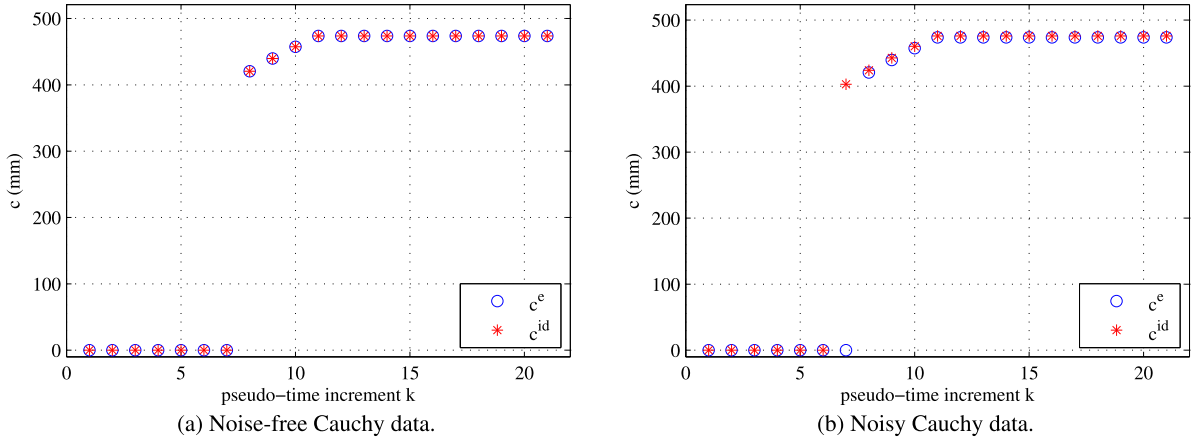 500
400
300
200
100
0
c (mm)
0 5 10 15 20
pseudo−time increment k
c^e
c^id
(a) Noise-free Cauchy data.
500
400
300
200
100
0
c (mm)
0 5 10 15 20
pseudo−time increment k
c^e
c^id
(b) Noisy Cauchy data.